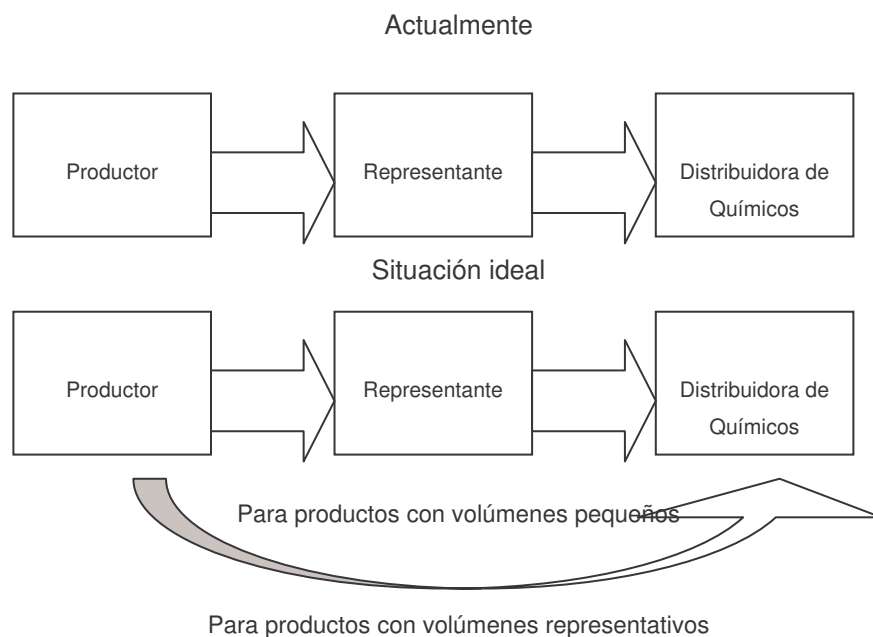 Actualmente
Productor
Representante
Distribuidora de
Químicos
Situación ideal
Productor
Representante
Distribuidora de
Químicos
Para productos con volúmenes pequeños
Para productos con volúmenes representativos